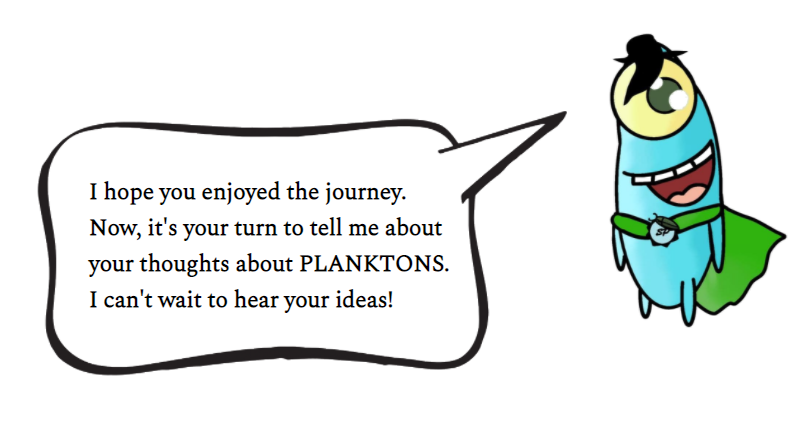 I hope you enjoyed the journey.
Now, it's your turn to tell me about
your thoughts about PLANKTONS.
I can't wait to hear your ideas!
SP